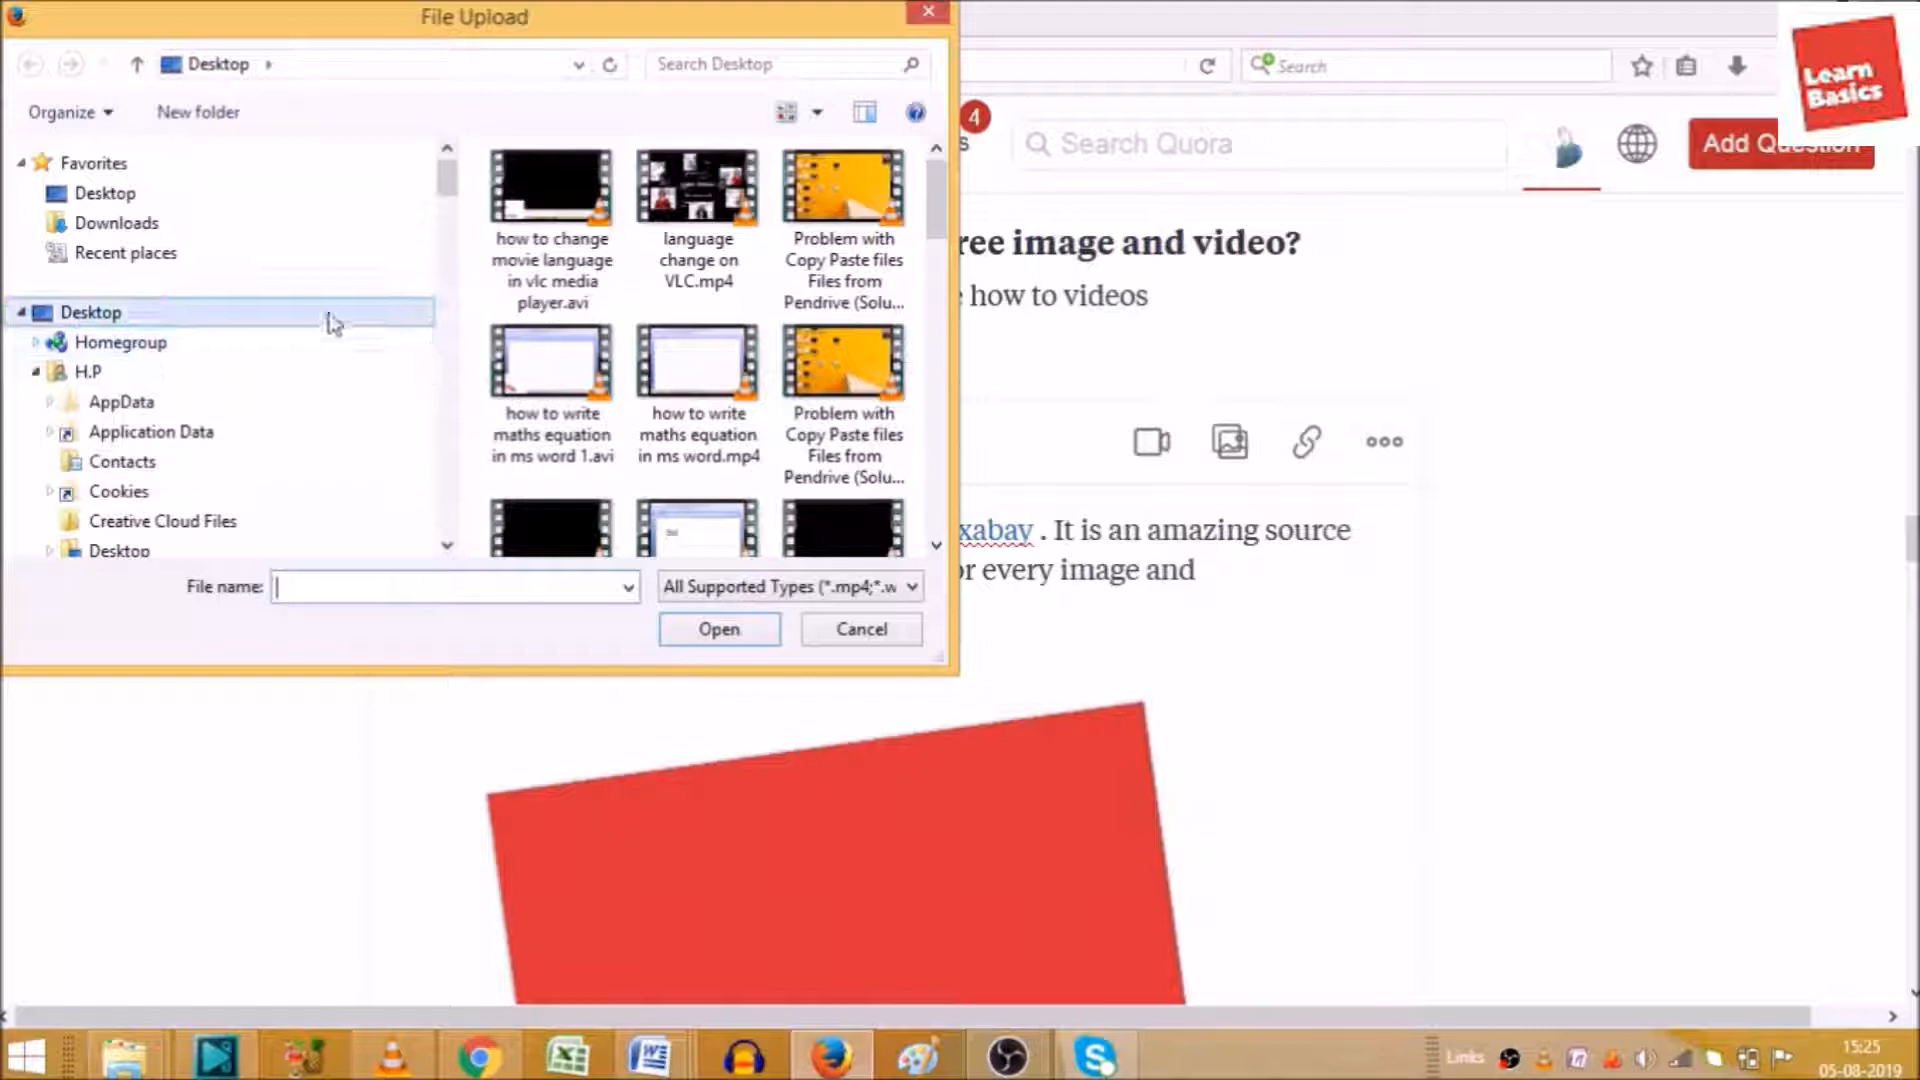 File Upload
Desktop
Search Desktop
Search
Learn
Basics
Organize
New folder
4
s
Search Quora
Add Question
Favorites
Desktop
Downloads
Recent places
Desktop
Homegroup
H.P
AppData
Application Data
Contacts
Cookies
Creative Cloud Files
Desktop
how to change
movie language
in vlc media
player.avi
language
change on
VLC.mp4
Problem with
Copy Paste files
Files from
Pendrive (Solu...
how to write
maths equation
in ms word 1.avi
how to write
maths equation
in ms word.mp4
Problem with
Copy Paste files
Files from
Pendrive (Solu...
ree image and video?
how to videos
xabay . It is an amazing source
or every image and
File name:
All Supported Types (*.mp4;*.w
Open
Cancel
Links
15:25
05-08-2019